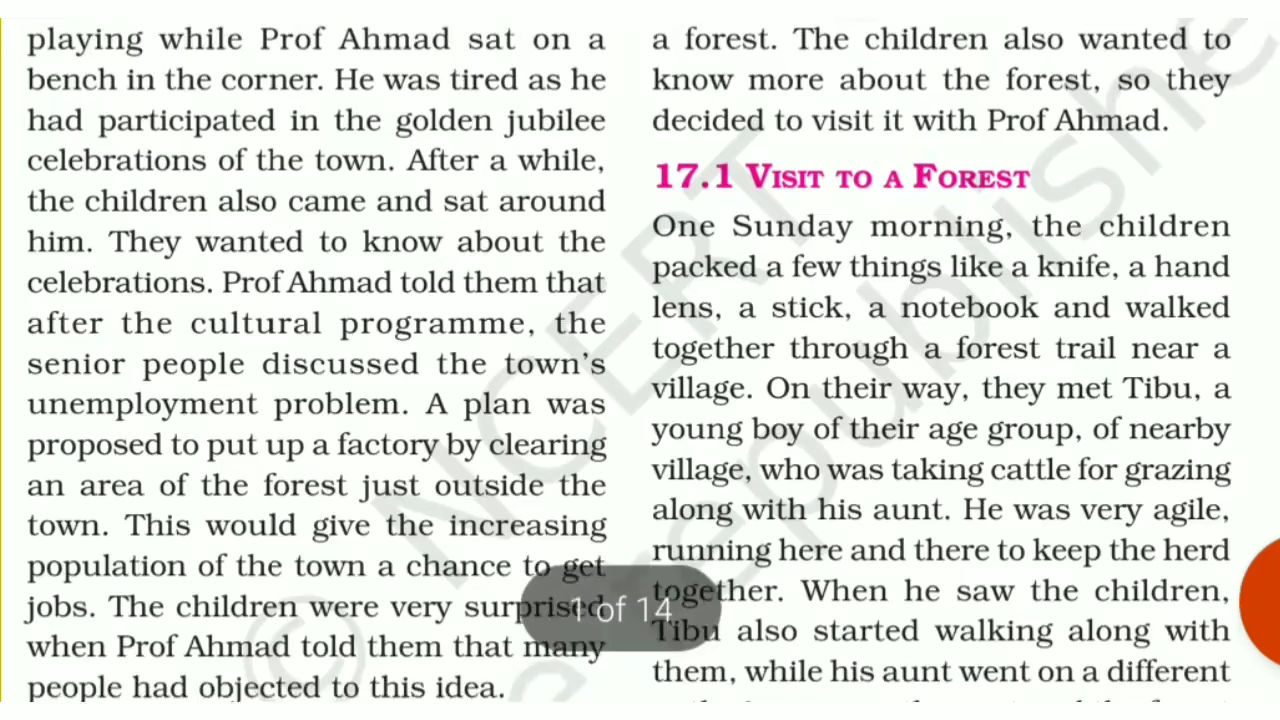 playing while Prof Ahmad sat on a
bench in the corner. He was tired as he
had participated in the golden jubilee
celebrations of the town. After a while,
the children also came and sat around
him. They wanted to know about the
celebrations. Prof Ahmad told them that
after the cultural programme, the
senior people discussed the town's
unemployment problem. A plan was
proposed to put up a factory by clearing
an area of the forest just outside the
town. This would give the increasing
population of the town a chance to get
jobs. The children were very surprised
when Prof Ahmad told them that many
people had objected to this idea.
a forest. The children also wanted to
know more about the forest, so they
decided to visit it with Prof Ahmad.
17.1 VISIT TO A FOREST
One Sunday morning, the children
packed a few things like a knife, a hand
lens, a stick, a notebook and walked
together through a forest trail near a
village. On their way, they met Tibu, a
young boy of their age group, of nearby
village, who was taking cattle for grazing
along with his aunt. He was very agile,
running here and there to keep the herd
together. When he saw the children,
Tibu also started walking along with
them, while his aunt went on a different
1 of 14
© NCERT
republishe